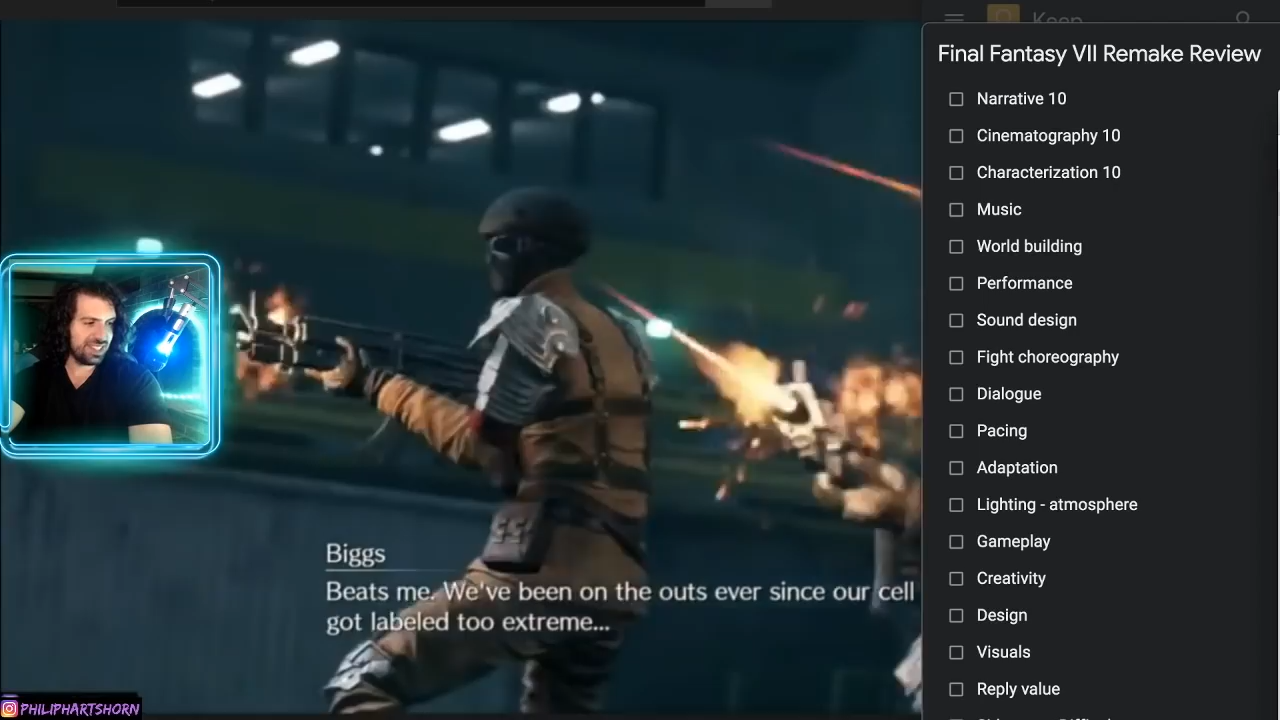 Keep
Final Fantasy VII Remake Review
Narrative 10
Cinematography 10
Characterization 10
Music
World building
Performance
Sound design
Fight choreography
Dialogue
Pacing
Adaptation
Lighting - atmosphere
Gameplay
Creativity
Design
Visuals
Reply value
Biggs
Beats me. We've been on the outs ever since our cell
got labeled too extreme...
PHILIPHARTSHORN